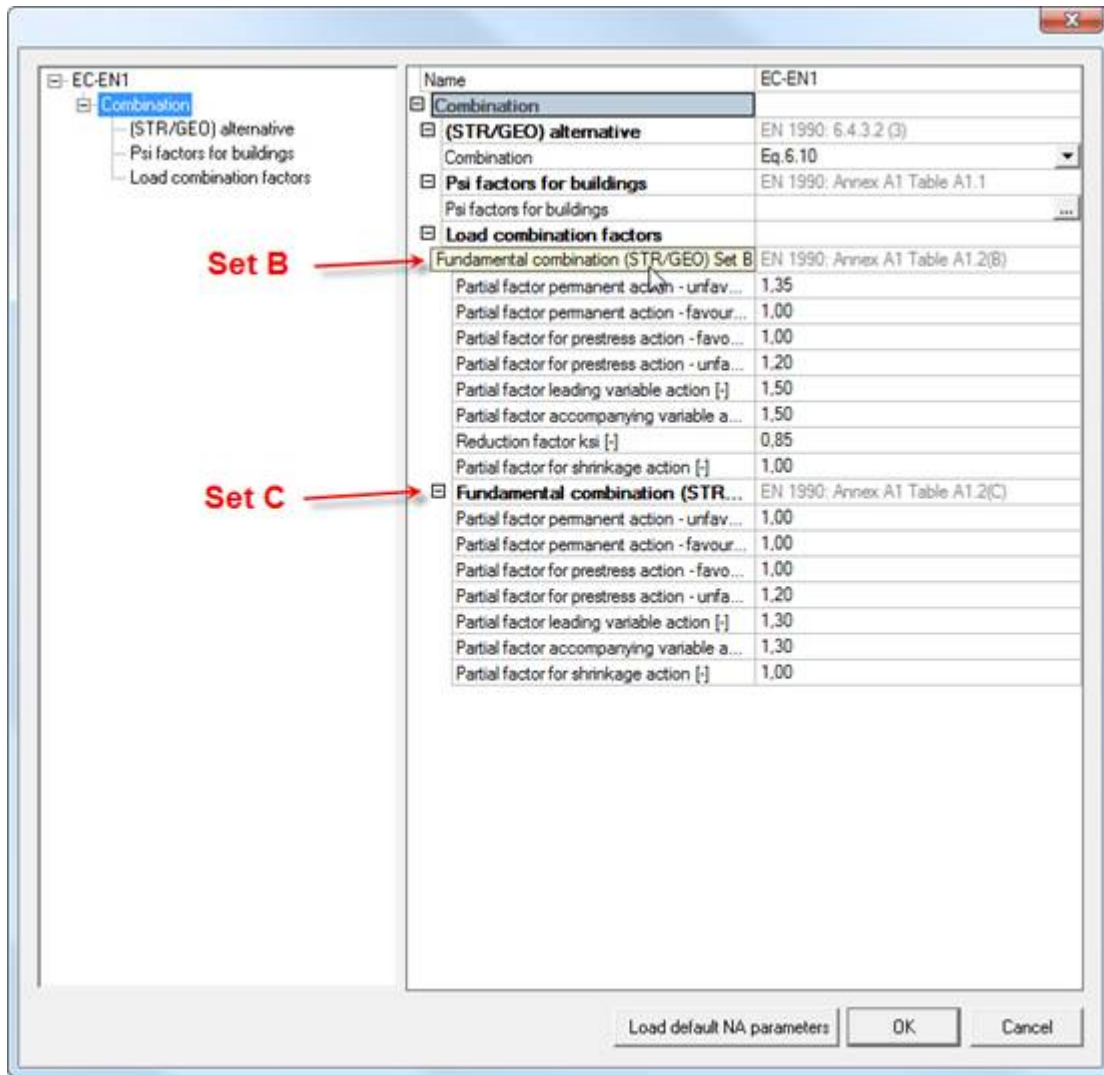 EC-EN1
Combination
(STR/GEO) alternative
Psi factors for buildings
Load combination factors
Set B
Set C
Name EC-EN1
Combination
(STR/GEO) alternative EN 1990: 6.4.3.2 (3)
Combination Eq.6.10
Psi factors for buildings EN 1990: Annex A1 Table A1.1
Psi factors for buildings ...
Load combination factors
Fundamental combination (STR/GEO) Set B EN 1990: Annex A1 Table A1.2(B)
Partial factor permanent action - unfav... 1,35
Partial factor permanent action - favour... 1,00
Partial factor for prestress action - favo... 1,00
Partial factor for prestress action - unfa... 1,20
Partial factor leading variable action [-] 1,50
Partial factor accompanying variable a... 1,50
Reduction factor ksi [-] 0,85
Partial factor for shrinkage action [-] 1,00
Fundamental combination (STR... EN 1990: Annex A1 Table A1.2(C)
Partial factor permanent action - unfav... 1,00
Partial factor permanent action - favour... 1,00
Partial factor for prestress action - favo... 1,00
Partial factor for prestress action - unfa... 1,20
Partial factor leading variable action [-] 1,30
Partial factor accompanying variable a... 1,30
Partial factor for shrinkage action [-] 1,00
Load default NA parameters OK Cancel